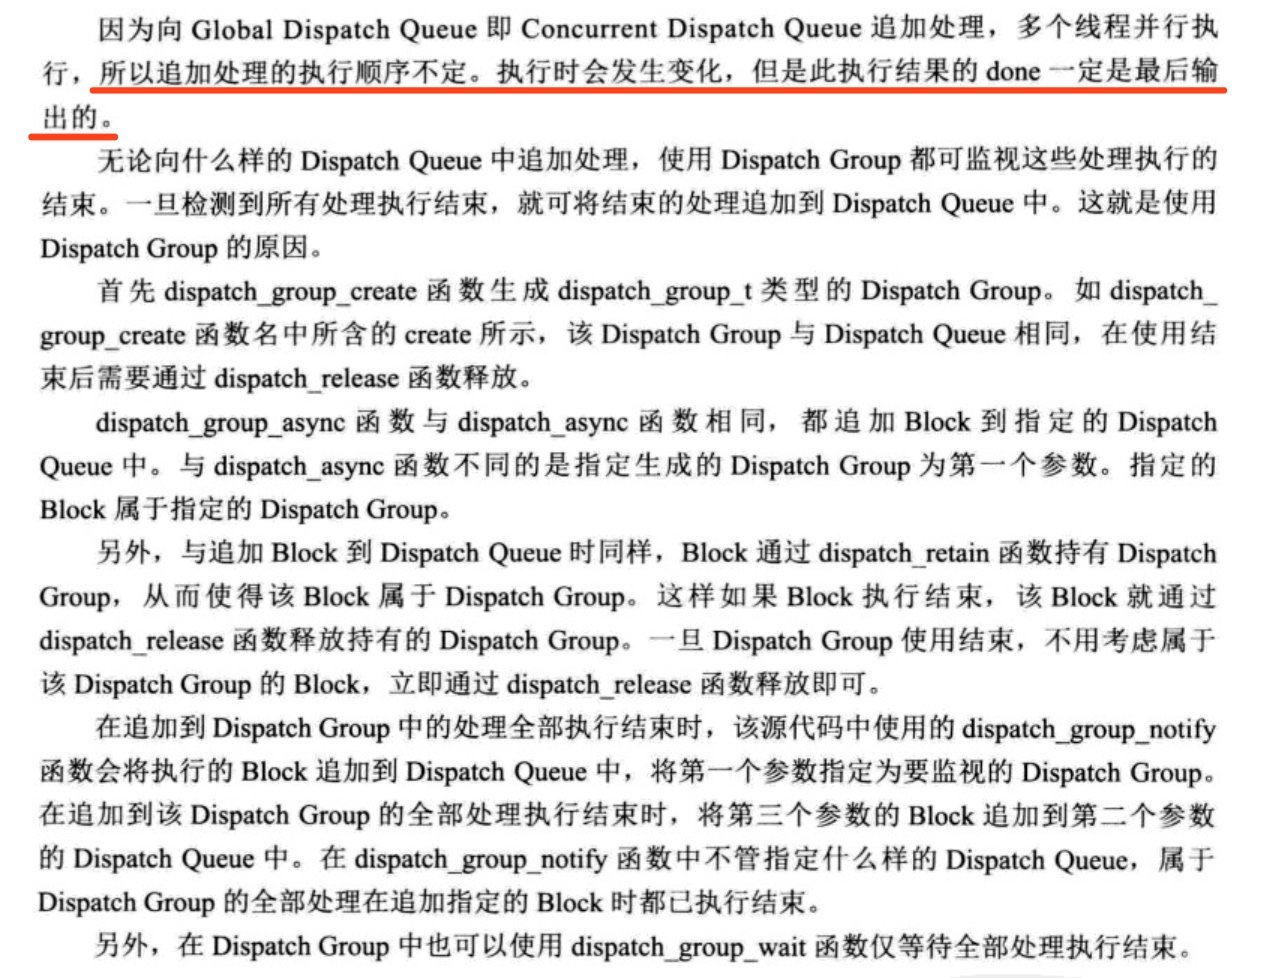 因为向 Global Dispatch Queue 即 Concurrent Dispatch Queue 追加处理，多个线程并行执
行，所以追加处理的执行顺序不定。执行时会发生变化，但是此执行结果的 done 一定是最后输
出的。
无论向什么样的 Dispatch Queue 中追加处理，使用 Dispatch Group 都可监视这些处理执行的
结束。一旦检测到所有处理执行结束，就可将结束的处理追加到 Dispatch Queue 中。这就是使用
Dispatch Group 的原因。
首先 dispatch_group_create 函数生成 dispatch_group_t 类型的 Dispatch Group。如 dispatch_
group_create 函数名中所含的 create 所示，该 Dispatch Group 与 Dispatch Queue 相同，在使用结
束后需要通过 dispatch_release 函数释放。
dispatch_group_async 函数与 dispatch_async 函数相同，都追加 Block 到指定的 Dispatch
Queue 中。与 dispatch_async 函数不同的是指定生成的 Dispatch Group 为第一个参数。指定的
Block 属于指定的 Dispatch Group。
另外，与追加 Block 到 Dispatch Queue 时同样，Block 通过 dispatch_retain 函数持有 Dispatch
Group，从而使得该 Block 属于 Dispatch Group。这样如果 Block 执行结束，该 Block 就通过
dispatch_release 函数释放持有的 Dispatch Group。一旦 Dispatch Group 使用结束，不用考虑属于
该 Dispatch Group 的 Block，立即通过 dispatch_release 函数释放即可。
在追加到 Dispatch Group 中的处理全部执行结束时，该源代码中使用的 dispatch_group_notify
函数会将执行的 Block 追加到 Dispatch Queue 中，将第一个参数指定为要监视的 Dispatch Group。
在追加到该 Dispatch Group 的全部处理执行结束时，将第三个参数的 Block 追加到第二个参数
的 Dispatch Queue 中。在 dispatch_group_notify 函数中不管指定什么样的 Dispatch Queue，属于
Dispatch Group 的全部处理在追加指定的 Block 时都已执行结束。
另外，在 Dispatch Group 中也可以使用 dispatch_group_wait 函数仅等待全部处理执行结束。